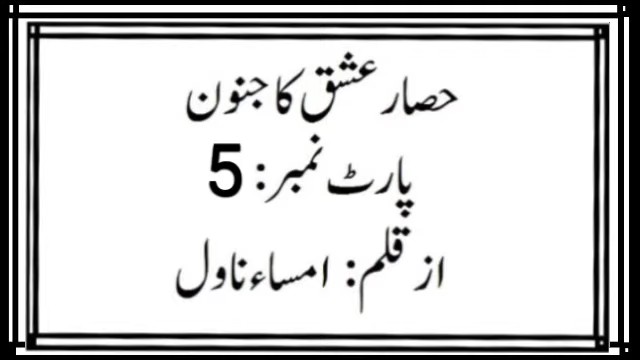 حصار عشق کا جنون
پارٹ نمبر: 5
از قلم: امساء ناول